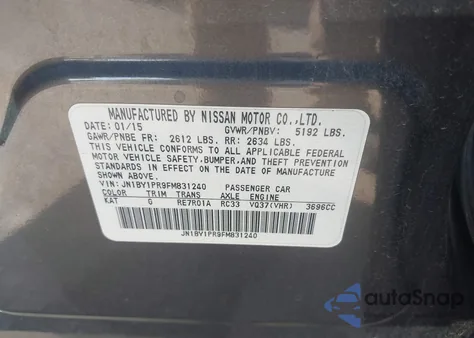 MANUFACTURED BY NISSAN MOTOR CO.,LTD.
DATE: 01/15 GVWR/PNBV: 5192 LBS.
GAWR/PNBE FR: 2612 LBS. RR: 2634 LBS.
THIS VEHICLE CONFORMS TO ALL APPLICABLE FEDERAL
MOTOR VEHICLE SAFETY,BUMPER,AND THEFT PREVENTION
STANDARDS IN EFFECT ON THE DATE OF MANUFACTURE
SHOWN ABOVE.
VIN: JN1BY1PR9FM831240 PASSENGER CAR
COLOR TRIM TRANS AXLE ENGINE
KAT 0 RE7R01A RC33 VQ37(VHR) 3696CC
JN1BY1PR9FM831240
autoSnap